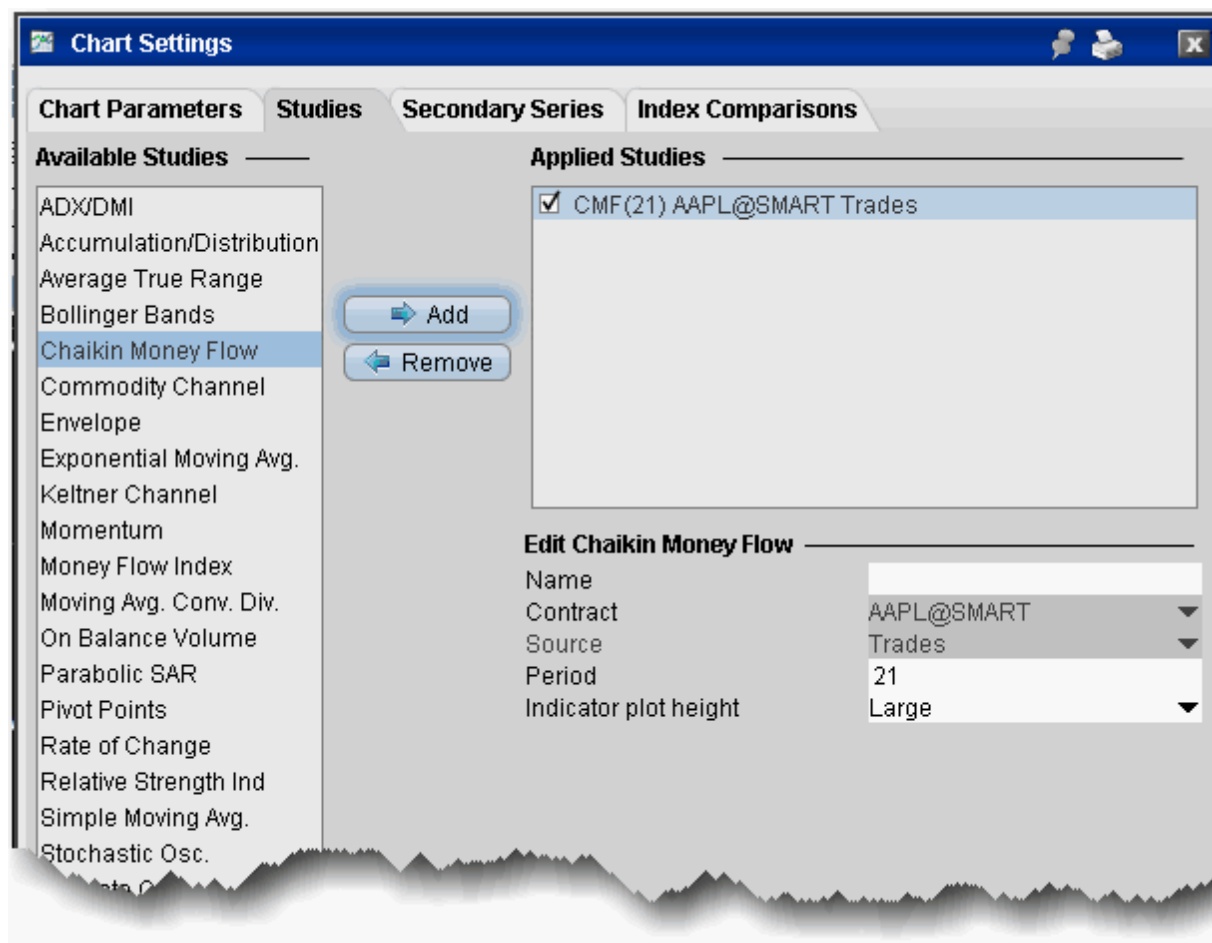 Chart Settings
Chart Parameters
Studies
Secondary Series
Index Comparisons
Available Studies
ADX/DMI
Accumulation/Distribution
Average True Range
Bollinger Bands
Chaikin Money Flow
Commodity Channel
Envelope
Exponential Moving Avg.
Keltner Channel
Momentum
Money Flow Index
Moving Avg. Conv. Div.
On Balance Volume
Parabolic SAR
Pivot Points
Rate of Change
Relative Strength Ind
Simple Moving Avg.
Stochastic Osc.
Add
Remove
Applied Studies
CMF(21) AAPL@SMART Trades
Edit Chaikin Money Flow
Name
Contract AAPL@SMART
Source Trades
Period 21
Indicator plot height Large